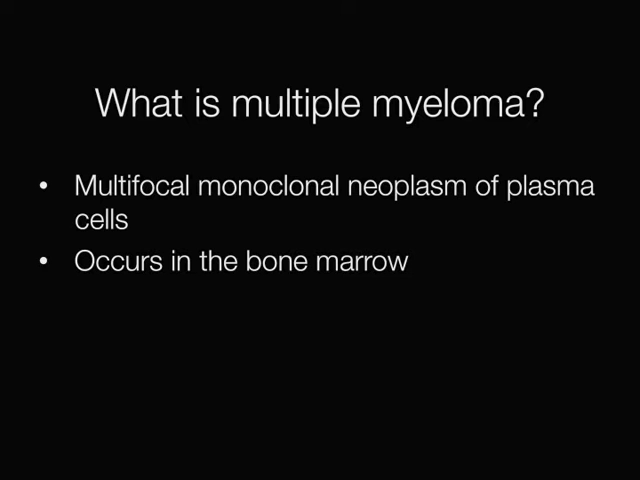 What is multiple myeloma?
• Multifocal monoclonal neoplasm of plasma
cells
• Occurs in the bone marrow